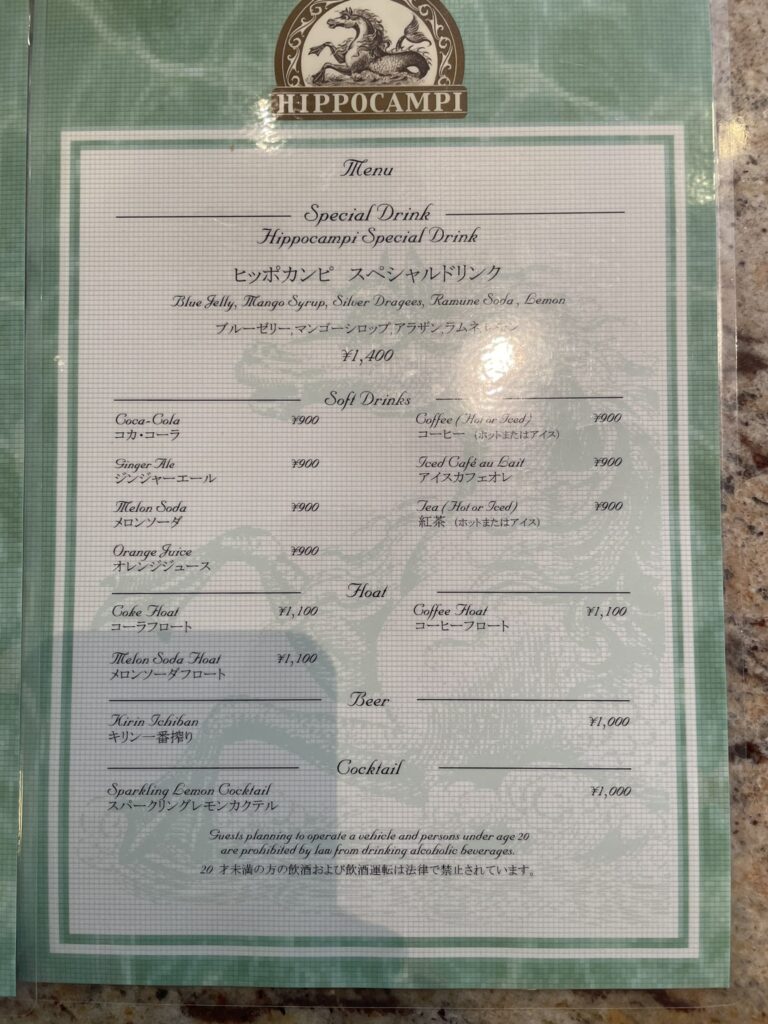 HIPPOCAMPI
Menu
Special Drink
Hippocampi Special Drink
ヒッポカンピ スペシャルドリンク
Blue Jelly, Mango Syrup, Silver Dragees, Ramune Soda , Lemon
ブルーゼリー,マンゴーシロップ,アラザン,ラムネ
¥1,400
Soft Drinks
Coca-Cola ¥900
コカ・コーラ
Ginger Ale ¥900
ジンジャーエール
Melon Soda ¥900
メロンソーダ
Orange Juice ¥900
オレンジジュース
Coffee (Hot or Iced) ¥900
コーヒー (ホットまたはアイス)
Iced Café au Lait ¥900
アイスカフェオレ
Tea (Hot or Iced) ¥900
紅茶 (ホットまたはアイス)
Float
Coke Float ¥1,100
コーラフロート
Melon Soda Float ¥1,100
メロンソーダフロート
Coffee Float ¥1,100
コーヒーフロート
Beer
Kirin Ichiban ¥1,000
キリン一番搾り
Cocktail
Sparkling Lemon Cocktail ¥1,000
スパークリングレモンカクテル
Guests planning to operate a vehicle and persons under age 20
are prohibited by law from drinking alcoholic beverages.
20 才未満の方の飲酒および飲酒運転は法律で禁止されています。